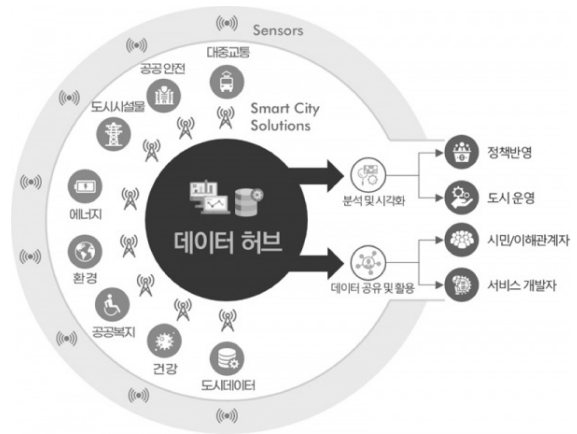 Sensors
대중교통
공공 안전
도시시설물
Smart City
Solutions
에너지
환경
공공복지
건강
도시데이터
데이터 허브
분석 및 시각화
정책반영
도시 운영
데이터 공유 및 활용
시민/이해관계자
서비스 개발자